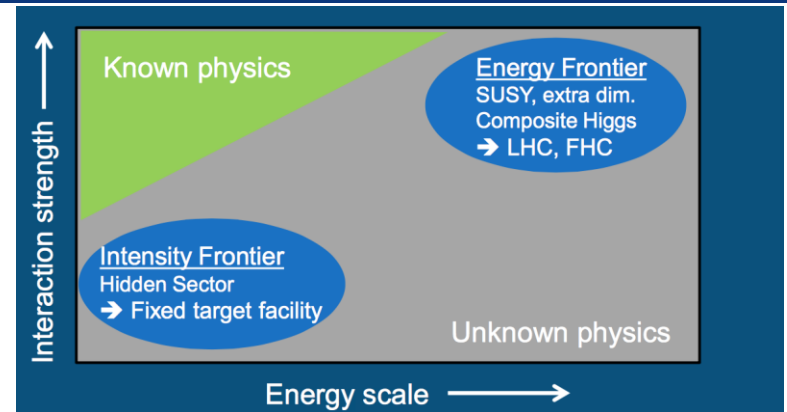 Known physics
Energy Frontier
SUSY, extra dim.
Composite Higgs
➔ LHC, FHC
Interaction strength
Intensity Frontier
Hidden Sector
➔ Fixed target facility
Unknown physics
Energy scale